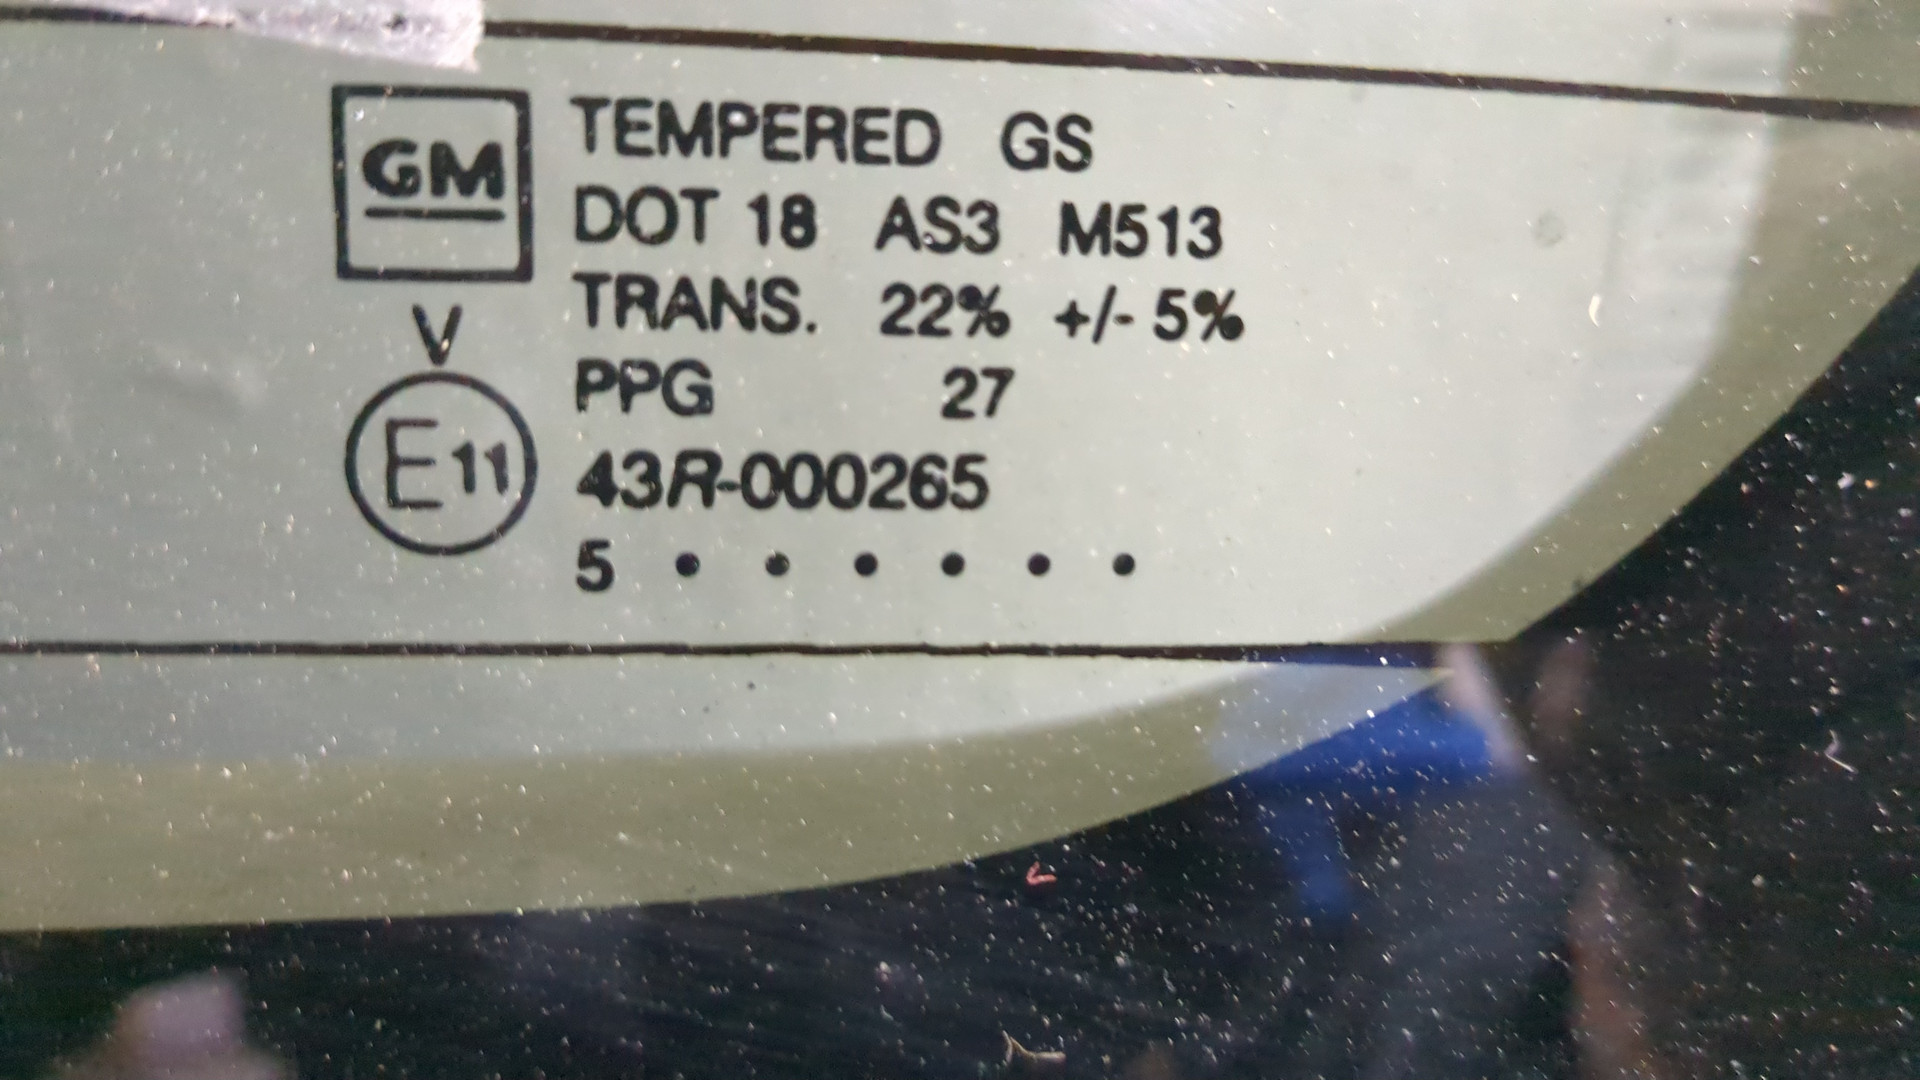 GM
TEMPERED GS
DOT 18 AS3 M513
TRANS. 22% +/- 5%
V
PPG 27
E11
43R-000265
5 • • • • • •